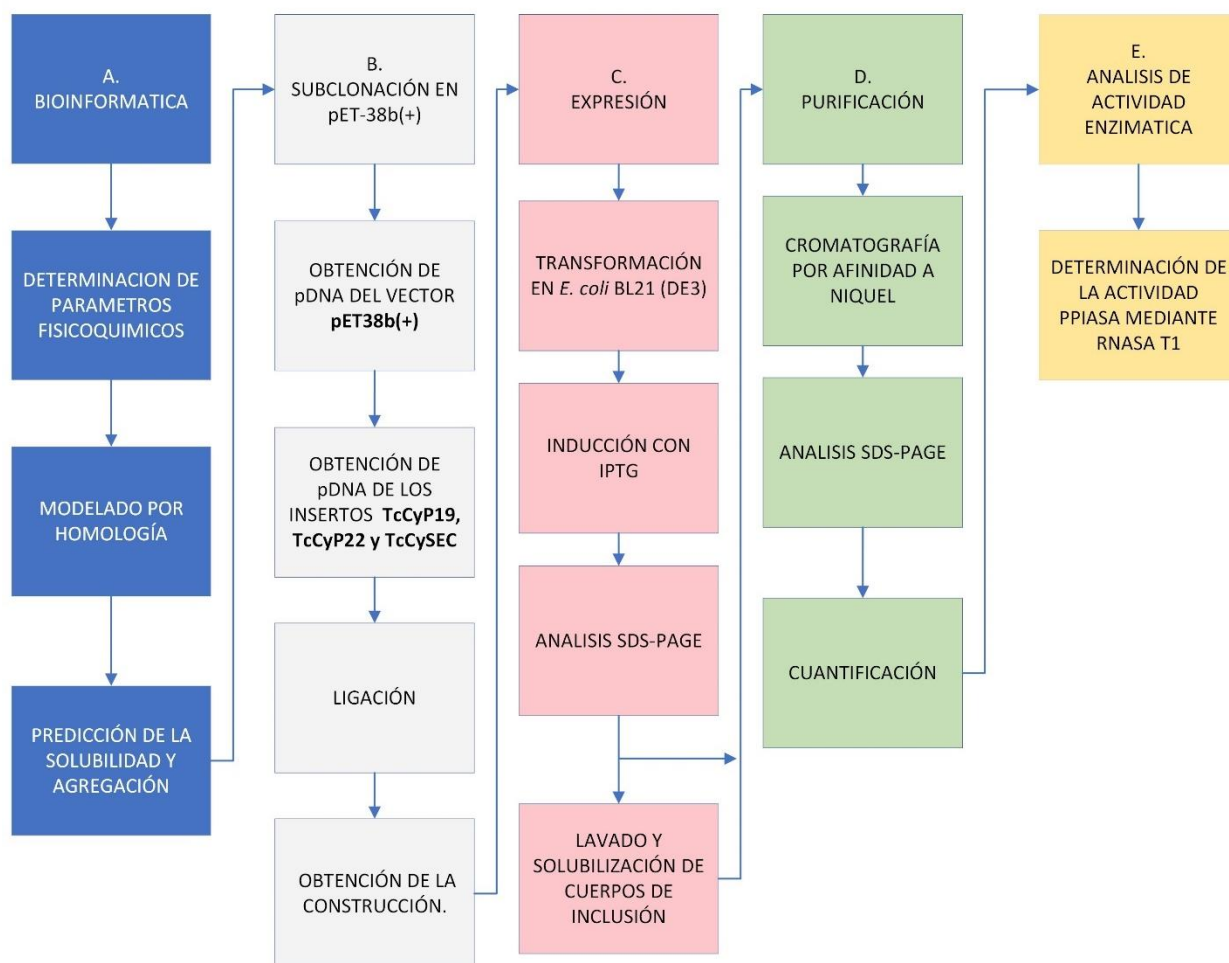 A.
BIOINFORMATICA
DETERMINACION DE
PARAMETROS
FISICOQUIMICOS
MODELADO POR
HOMOLOGÍA
PREDICCIÓN DE LA
SOLUBILIDAD Y
AGREGACIÓN
B.
SUBCLONACIÓN EN
pET-38b(+)
OBTENCIÓN DE
pDNA DEL VECTOR
pET38b(+)
OBTENCIÓN DE
pDNA DE LOS
INSERTOS TcCyP19,
TcCyP22 y TcCySEC
LIGACIÓN
OBTENCIÓN DE LA
CONSTRUCCIÓN.
C.
EXPRESIÓN
TRANSFORMACIÓN
EN E. coli BL21 (DE3)
INDUCCIÓN CON
IPTG
ANALISIS SDS-PAGE
LAVADO Y
SOLUBILIZACIÓN DE
CUERPOS DE
INCLUSIÓN
D.
PURIFICACIÓN
CROMATOGRAFÍA
POR AFINIDAD A
NIQUEL
ANALISIS SDS-PAGE
CUANTIFICACIÓN
E.
ANALISIS DE
ACTIVIDAD
ENZIMATICA
DETERMINACIÓN DE
LA ACTIVIDAD
PPIASA MEDIANTE
RNASA T1